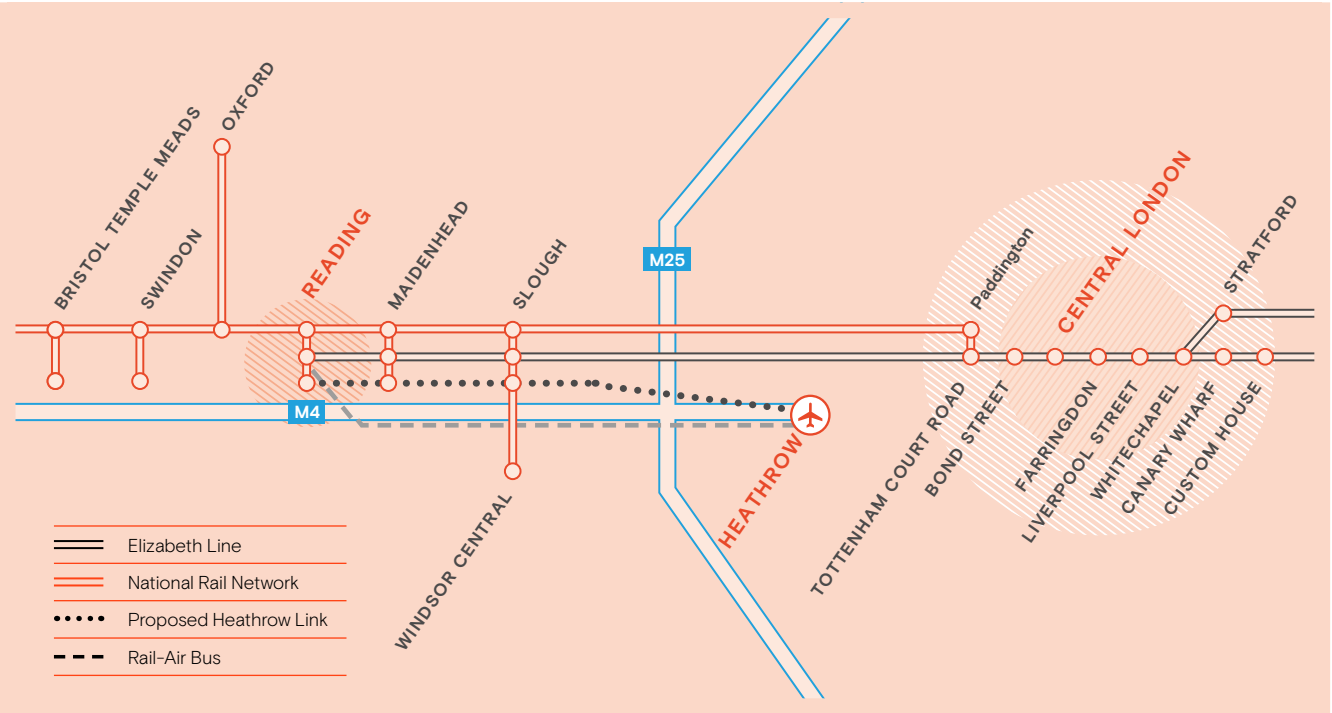 BRISTOL TEMPLE MEADS
SWINDON
OXFORD
READING
MAIDENHEAD
SLOUGH
M25
Paddington
CENTRAL LONDON
STRATFORD
M4
HEATHROW
WINDSOR CENTRAL
TOTTENHAM COURT ROAD
BOND STREET
FARRINGDON
LIVERPOOL STREET
WHITECHAPEL
CANARY WHARF
CUSTOM HOUSE
Elizabeth Line
National Rail Network
Proposed Heathrow Link
Rail-Air Bus